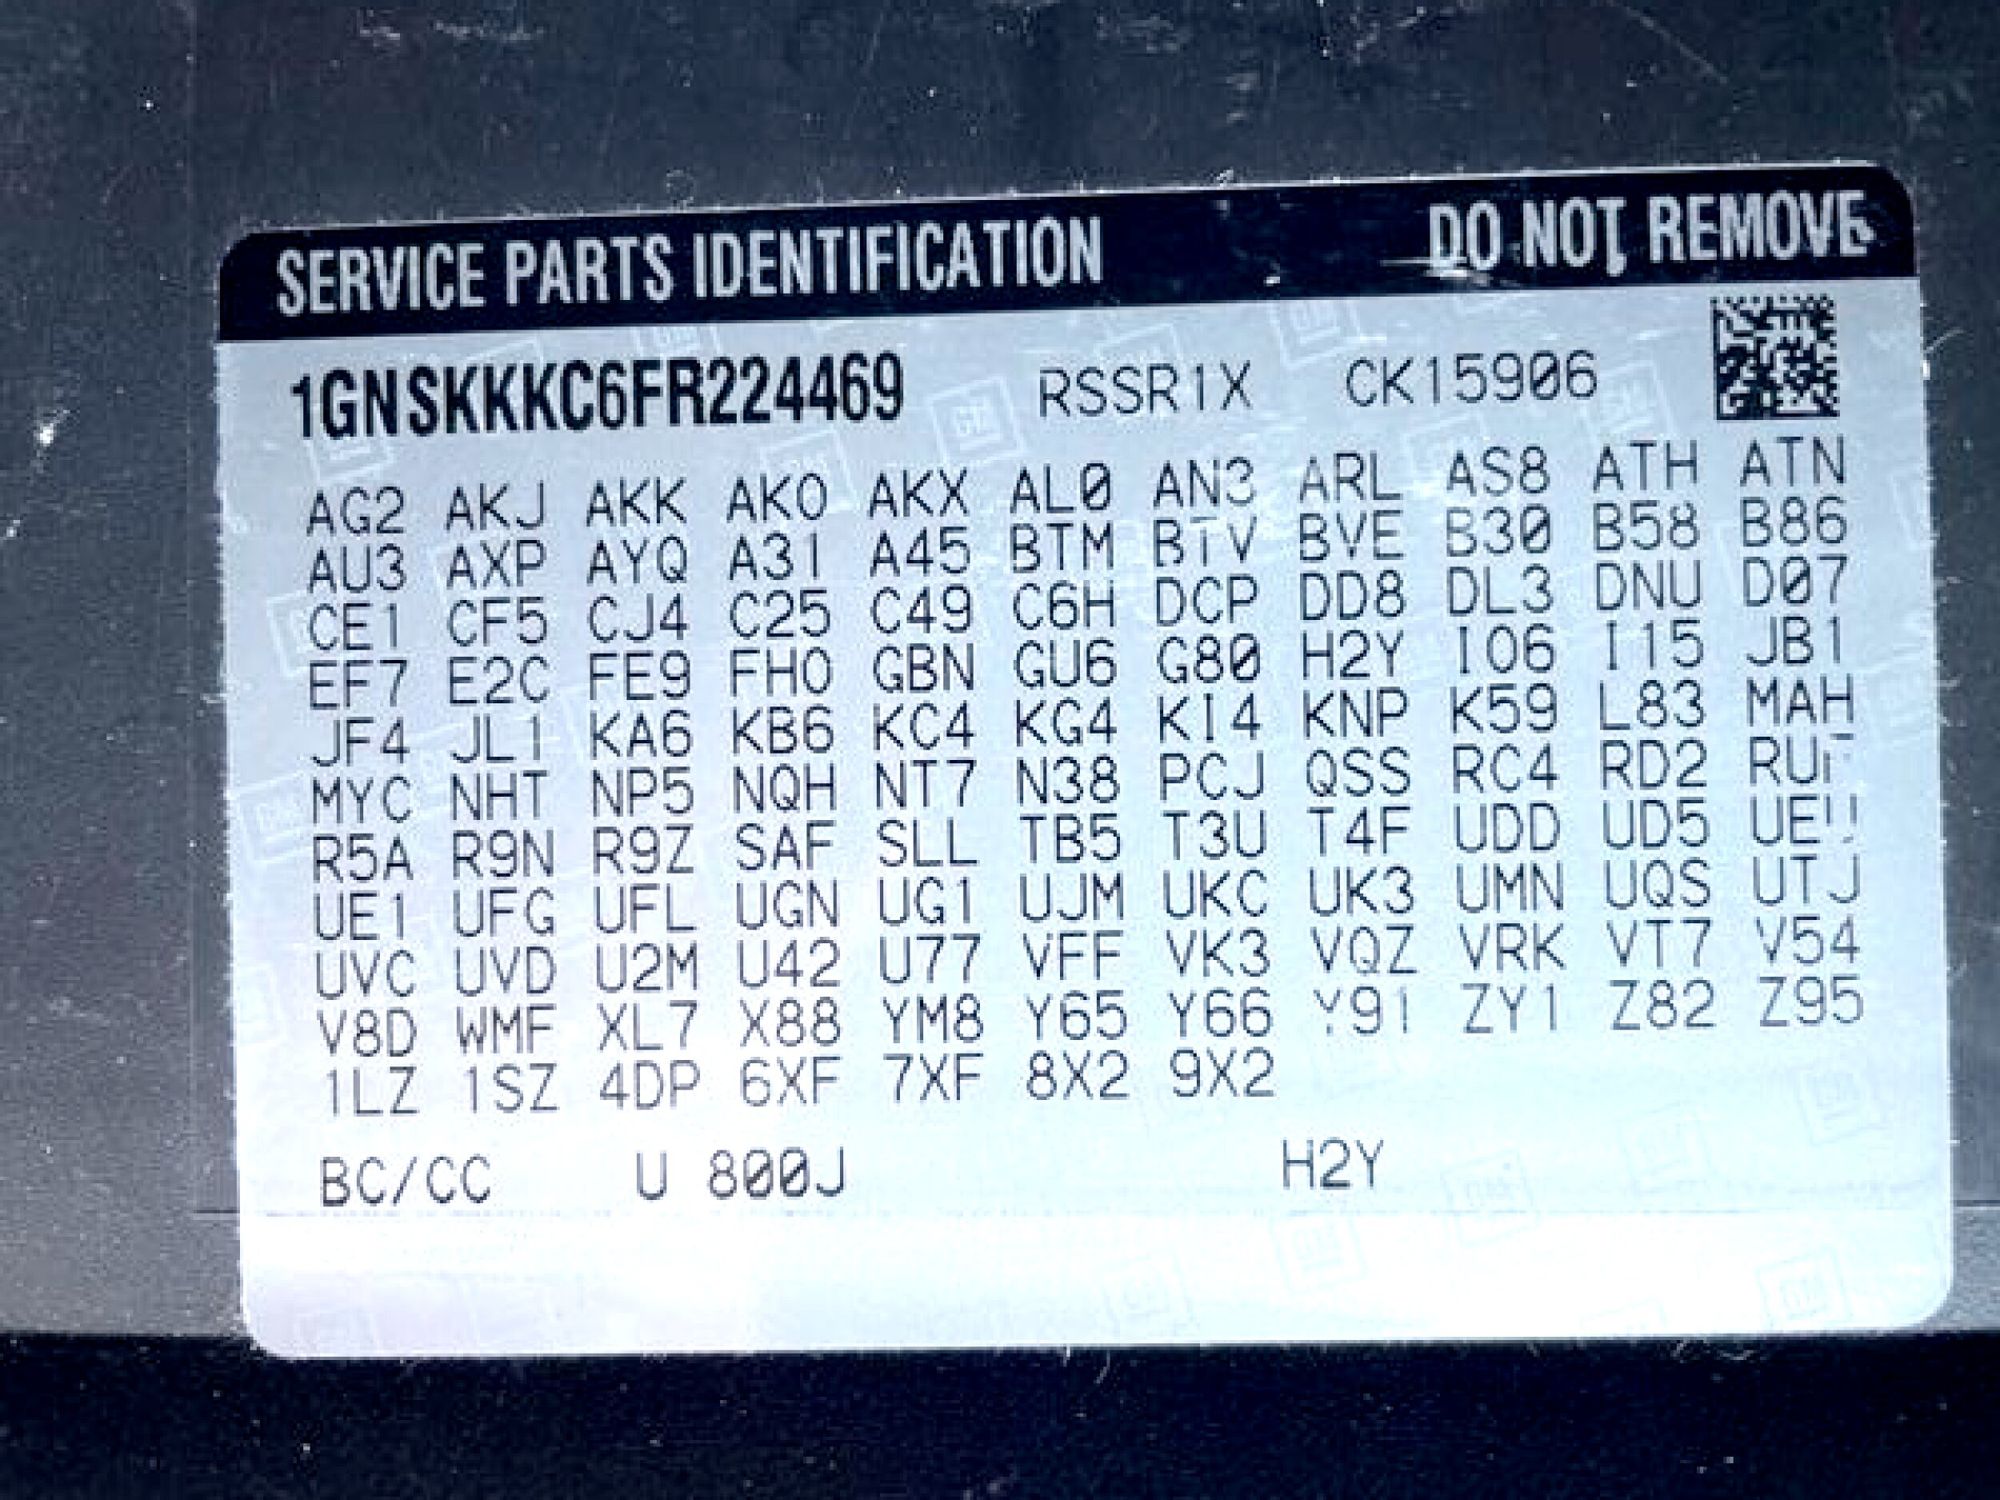 SERVICE PARTS IDENTIFICATION DO NOT REMOVE
1GNSKKKC6FR224469 RSSR1X CK15906
AG2 AKJ AKK AKO AKX AL0 AN3 ARL AS8 ATH ATN
AU3 AXP AYQ A31 A45 BTM BTV BVE B30 B58 B86
CE1 CF5 CJ4 C25 C49 C6H DCP DD8 DL3 DNU D07
EF7 E2C FE9 FHO GBN GU6 G80 H2Y IO6 I15 JB1
JF4 JL1 KA6 KB6 KC4 KG4 KI4 KNP K59 L83 MAH
MYC NHT NP5 NQH NT7 N38 PCJ QSS RC4 RD2
R5A R9N R9Z SAF SLL TB5 T3U T4F UDD UD5
UE1 UFG UFL UGN UG1 UJM UKC UK3 UMN UQS UTJ
UVC UVD U2M U42 U77 VFF VK3 VQZ VRK VT7 V54
V8D WMF XL7 X88 YM8 Y65 Y66 Y91 ZY1 Z82 Z95
1LZ 1SZ 4DP 6XF 7XF 8X2 9X2
BC/CC U 800J H2Y